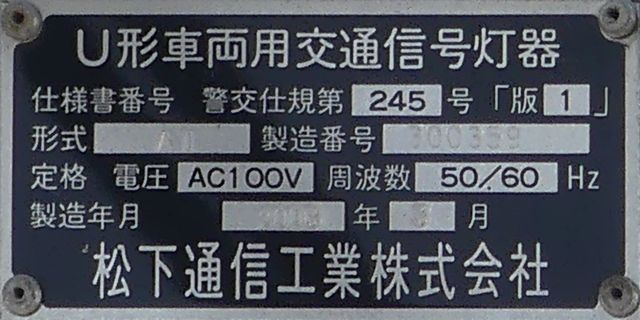 U形車両用交通信号灯器
仕様書番号 警交仕規第 245 号「版 1 」
形式 製造番号 300359
定格 電圧 AC100V 周波数 50/60 Hz
製造年月 年 月
松下通信工業株式会社